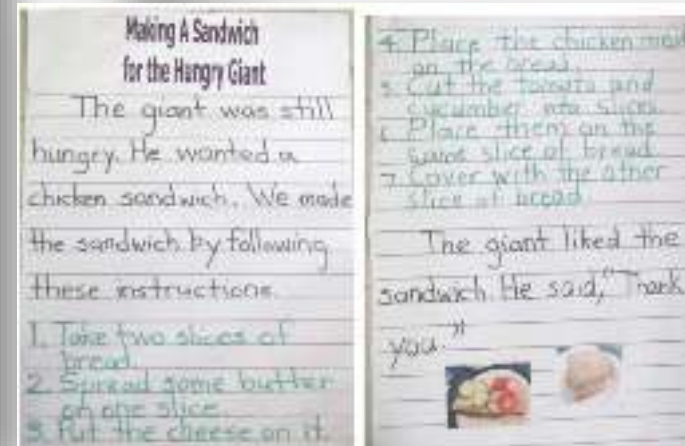 Making A Sandwich
for the Hungry Giant
The giant was still
hungry. He wanted a
chicken sandwich. We made
the sandwich by following
these instructions.
1. Take two slices of
bread.
2. Spread some butter
on one slice.
3. Put the cheese on it.
4. Place the chicken meat
on the bread.
5. Cut the tomato and
cucumber into slices.
6. Place them on the
same slice of bread.
7. Cover with the other
slice of bread.
The giant liked the
sandwich. He said, "Thank
you."